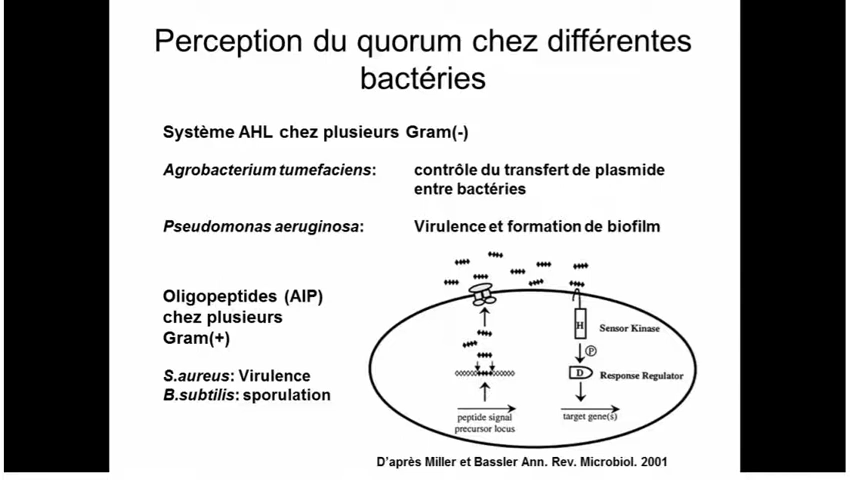 Perception du quorum chez différentes
bactéries
Système AHL chez plusieurs Gram(-)
Agrobacterium tumefaciens: contrôle du transfert de plasmide
entre bactéries
Pseudomonas aeruginosa: Virulence et formation de biofilm
Oligopeptides (AIP)
chez plusieurs
Gram(+)
S.aureus: Virulence
B.subtilis: sporulation
H
Sensor Kinase
P
D
Response Regulator
peptide signal
precursor locus
target gene(s)
D'après Miller et Bassler Ann. Rev. Microbiol. 2001